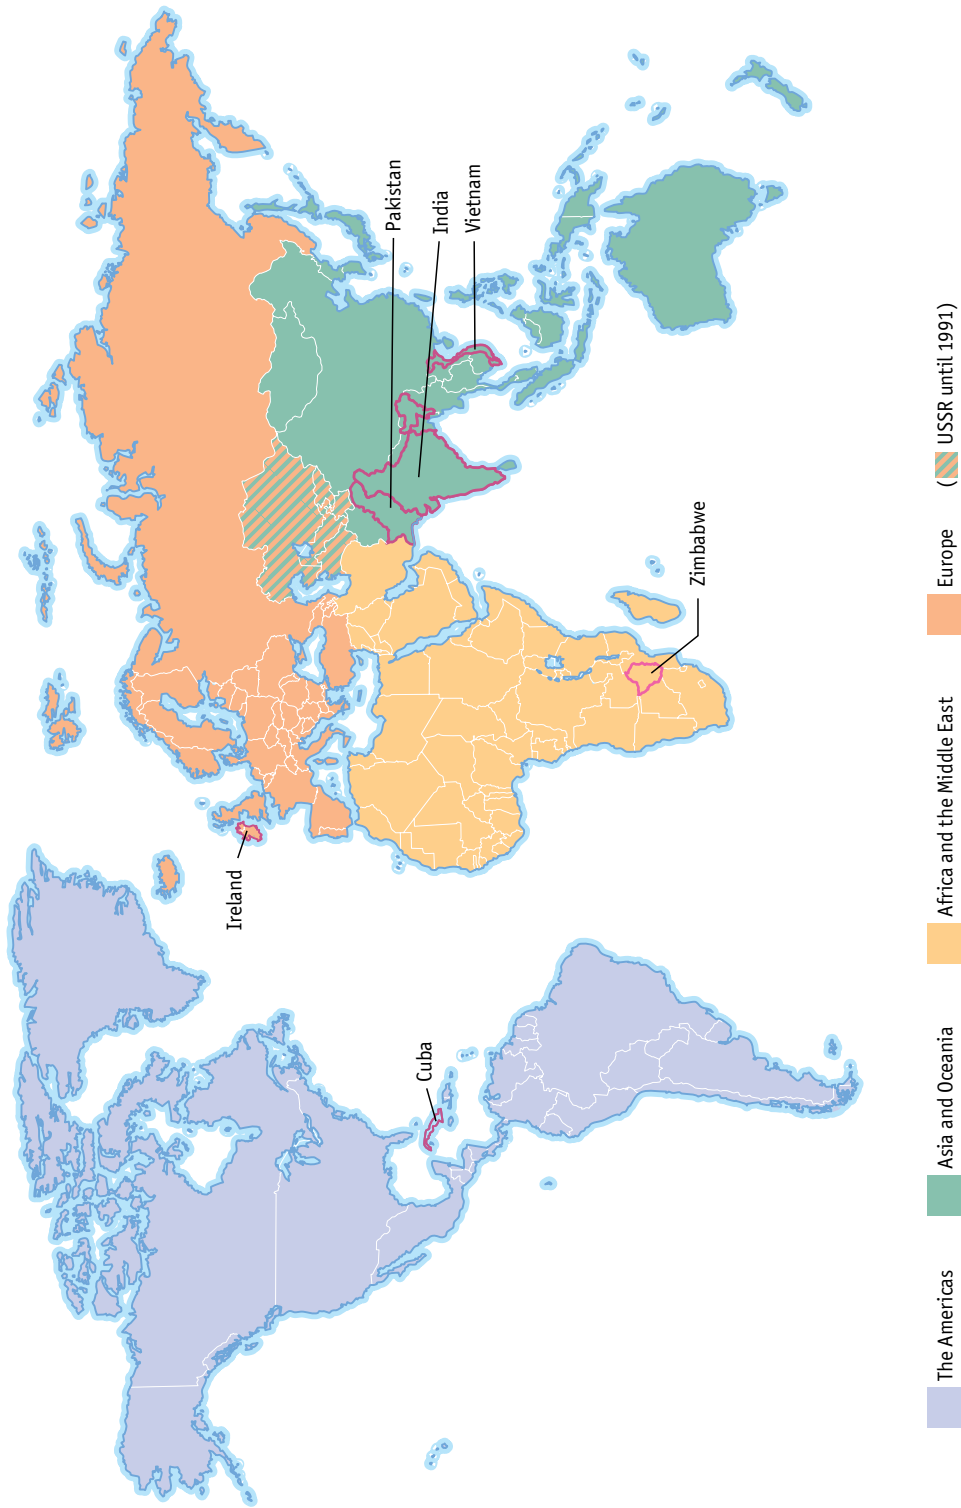 Ireland
Cuba
Pakistan
India
Vietnam
Zimbabwe
The Americas
Asia and Oceania
Africa and the Middle East
Europe
( USSR until 1991)